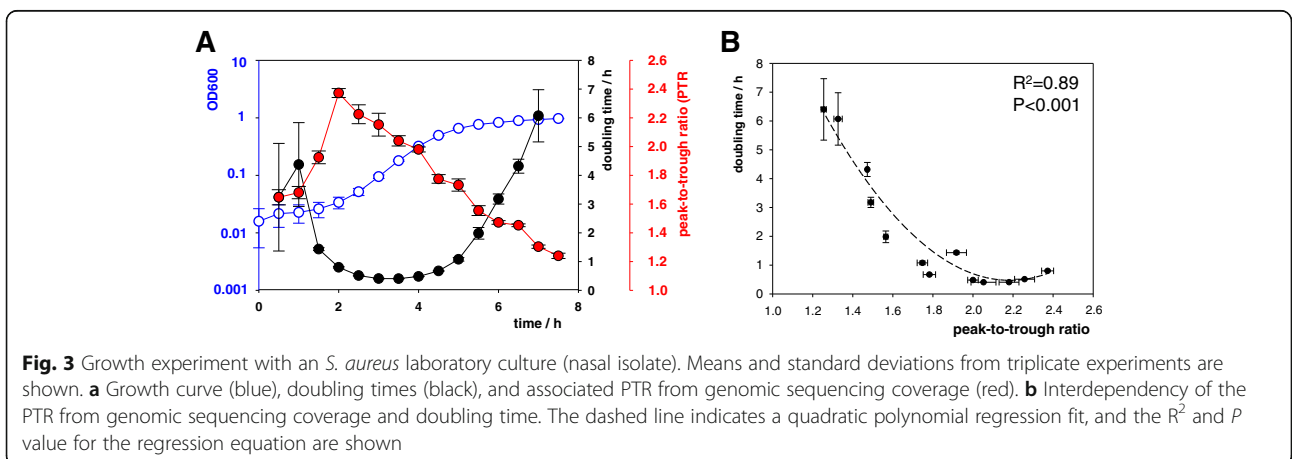 A
B
OD600
10
1
0.1
0.01
0.001
0
2
4
6
8
time / h
8
7
6
5
4
3
2
1
0
doubling time / h
2.6
2.4
2.2
2.0
1.8
1.6
1.4
1.2
1.0
peak-to-trough ratio (PTR
doubling time / h
8
7
6
5
4
3
2
1
0
R²=0.89
P<0.001
1.0 1.2 1.4 1.6 1.8 2.0 2.2 2.4 2.6
peak-to-trough ratio
Fig. 3 Growth experiment with an S. aureus laboratory culture (nasal isolate). Means and standard deviations from triplicate experiments are
shown. a Growth curve (blue), doubling times (black), and associated PTR from genomic sequencing coverage (red). b Interdependency of the
PTR from genomic sequencing coverage and doubling time. The dashed line indicates a quadratic polynomial regression fit, and the R² and P
value for the regression equation are shown